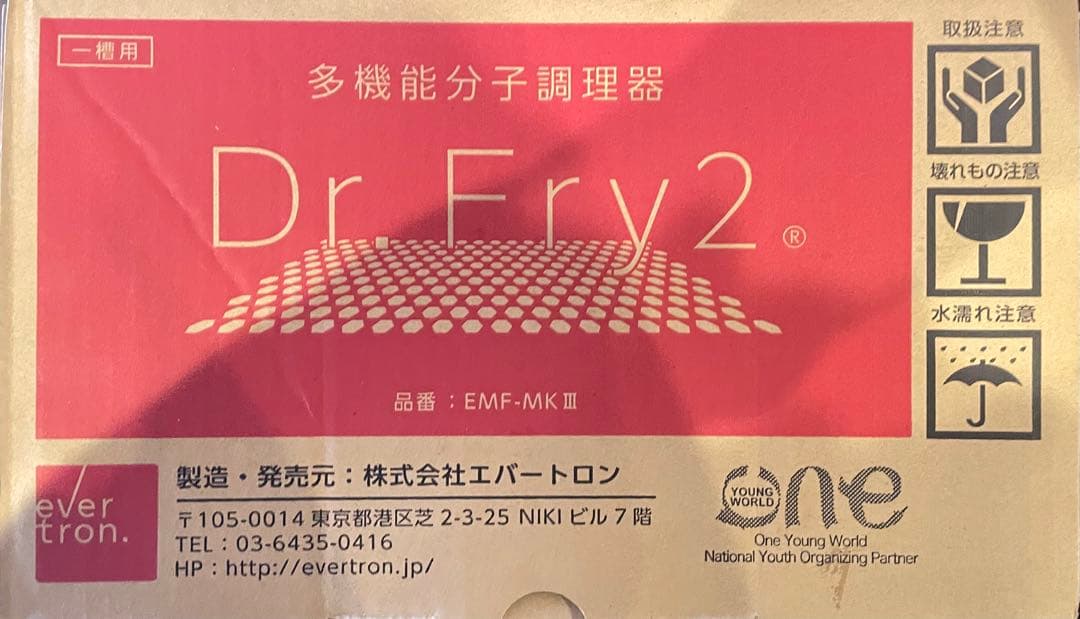 一槽用
多機能分子調理器
Dr.Fry2.®
品番：EMF-MKⅢ
取扱注意
壊れもの注意
水濡れ注意
ever
tron.
製造・発売元：株式会社エバートロン
〒105-0014 東京都港区芝 2-3-25 NIKI ビル 7 階
TEL：03-6435-0416
HP：http://evertron.jp/
YOUNG
WORLD
one
One Young World
National Youth Organizing Partner